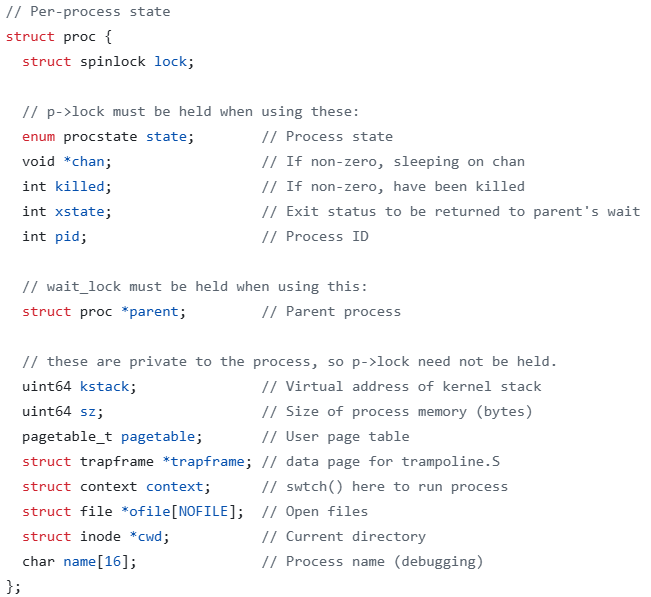 // Per-process state
struct proc {
  struct spinlock lock;

  // p->lock must be held when using these:
  enum procstate state;        // Process state
  void *chan;                  // If non-zero, sleeping on chan
  int killed;                  // If non-zero, have been killed
  int xstate;                  // Exit status to be returned to parent's wait
  int pid;                     // Process ID

  // wait_lock must be held when using this:
  struct proc *parent;         // Parent process

  // these are private to the process, so p->lock need not be held.
  uint64 kstack;               // Virtual address of kernel stack
  uint64 sz;                   // Size of process memory (bytes)
  pagetable_t pagetable;       // User page table
  struct trapframe *trapframe; // data page for trampoline.S
  struct context context;      // swtch() here to run process
  struct file *ofile[NOFILE];  // Open files
  struct inode *cwd;           // Current directory
  char name[16];               // Process name (debugging)
};